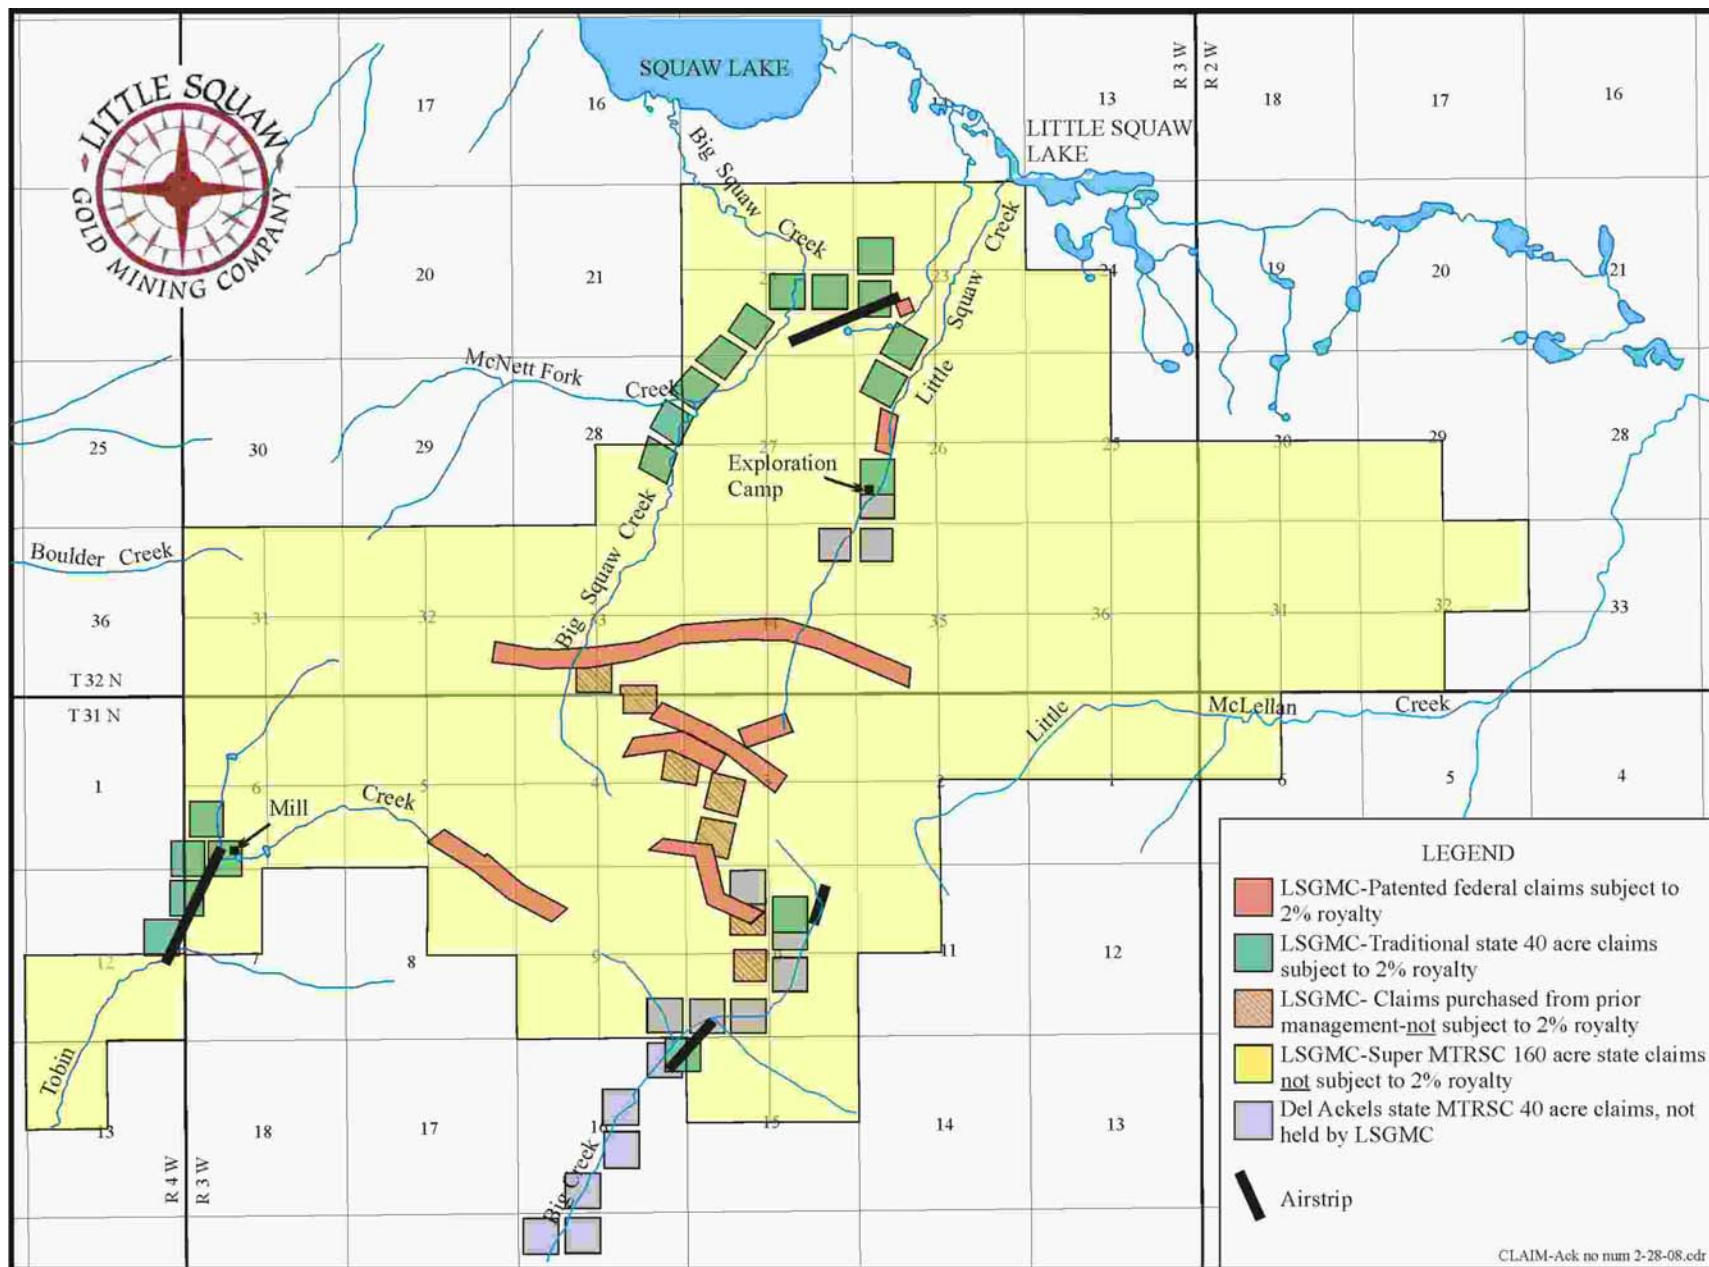 LITTLE SQUAW
GOLD MINING COMPANY
SQUAW LAKE
R 3 W
R 2 W
17
16
14
13
18
17
16
LITTLE SQUAW
LAKE
Big Squaw
Creek
Creek
Squaw
Little
20
21
22
23
24
19
20
21
McNett Fork
Creek
25
30
29
28
27
26
25
30
29
28
Exploration
Camp
Big Squaw Creek
Boulder Creek
36
31
32
33
34
35
36
31
32
33
T 32 N
T 31 N
Little
McLellan
Creek
1
6
5
4
3
2
1
6
5
4
Mill
Creek
12
7
8
9
11
12
Tobin
13
18
17
16
15
14
13
R 4 W
R 3 W
Big Creek
LEGEND
LSGMC-Patented federal claims subject to
2% royalty
LSGMC-Traditional state 40 acre claims
subject to 2% royalty
LSGMC- Claims purchased from prior
management-not subject to 2% royalty
LSGMC-Super MTRSC 160 acre state claims
not subject to 2% royalty
Del Ackels state MTRSC 40 acre claims, not
held by LSGMC
Airstrip
CLAIM-Ack no num 2-28-08.cdr